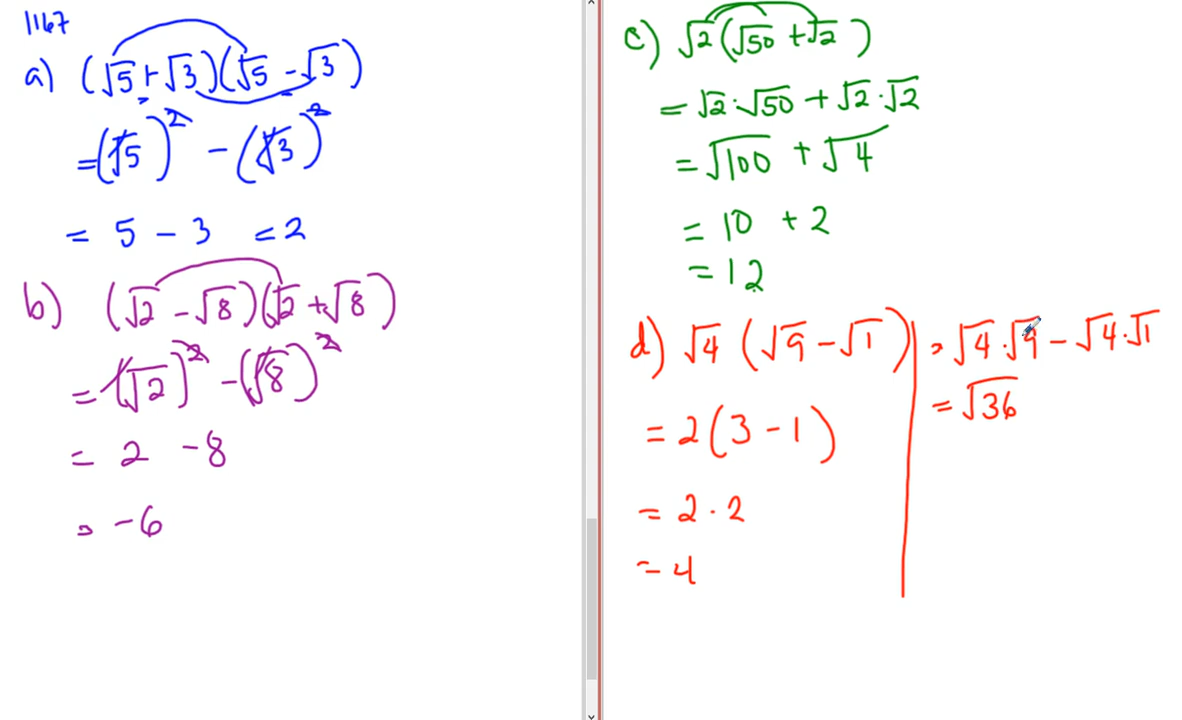 1167
a) (√5 + √3)(√5 - √3)
= (√5)² - (√3)²
= 5 - 3 = 2
b) (√2 - √8)(√2 + √8)
= (√2)² - (√8)²
= 2 - 8
= -6
c) √2(√50 + √2)
= √2·√50 + √2·√2
= √100 + √4
= 10 + 2
= 12
d) √4 (√9 - √1)
= 2(3 - 1)
= 2·2
= 4
= √4·√9 - √4·√1
= √36